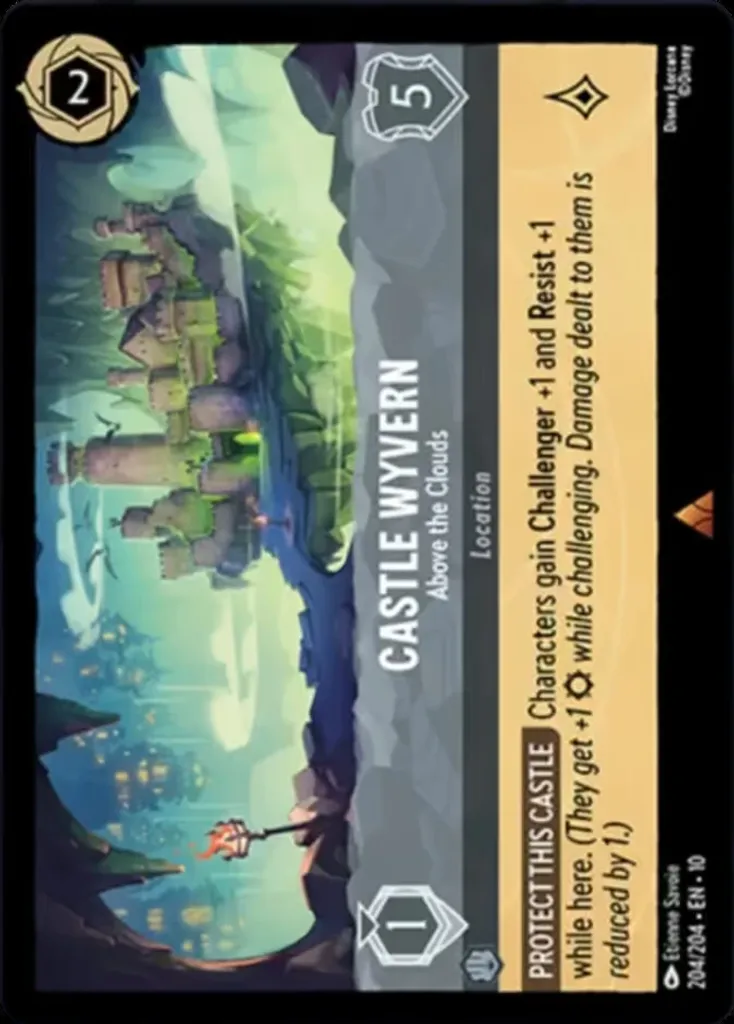 2
5
CASTLE WYVERN
Above the Clouds
1
Location
PROTECT THIS CASTLE Characters gain Challenger +1 and Resist +1
while here. (They get +1 while challenging. Damage dealt to them is
reduced by 1.)
Etienne Savoie
204/204 • EN • 10
Disney Lorcana
©Disney